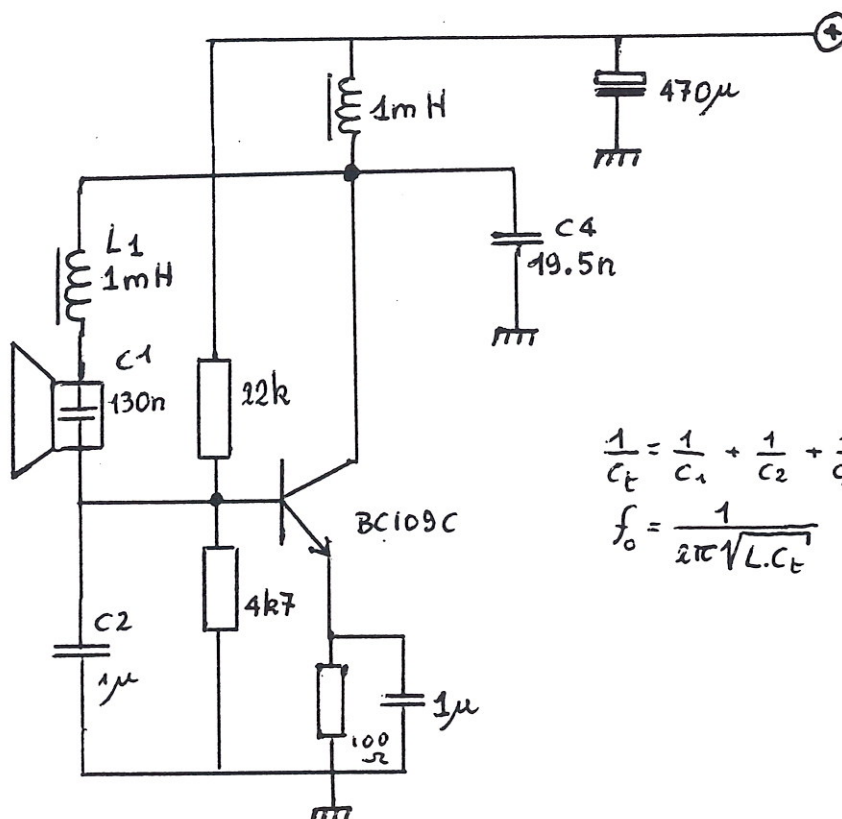 +
470µ
1mH
C4
19.5n
L1
1mH
C1
130n
22k
BC109C
4k7
C2
1µ
100
Ω
1µ
1/Ct = 1/C1 + 1/C2 + 1/C
f0 = 1/2π√L.Ct